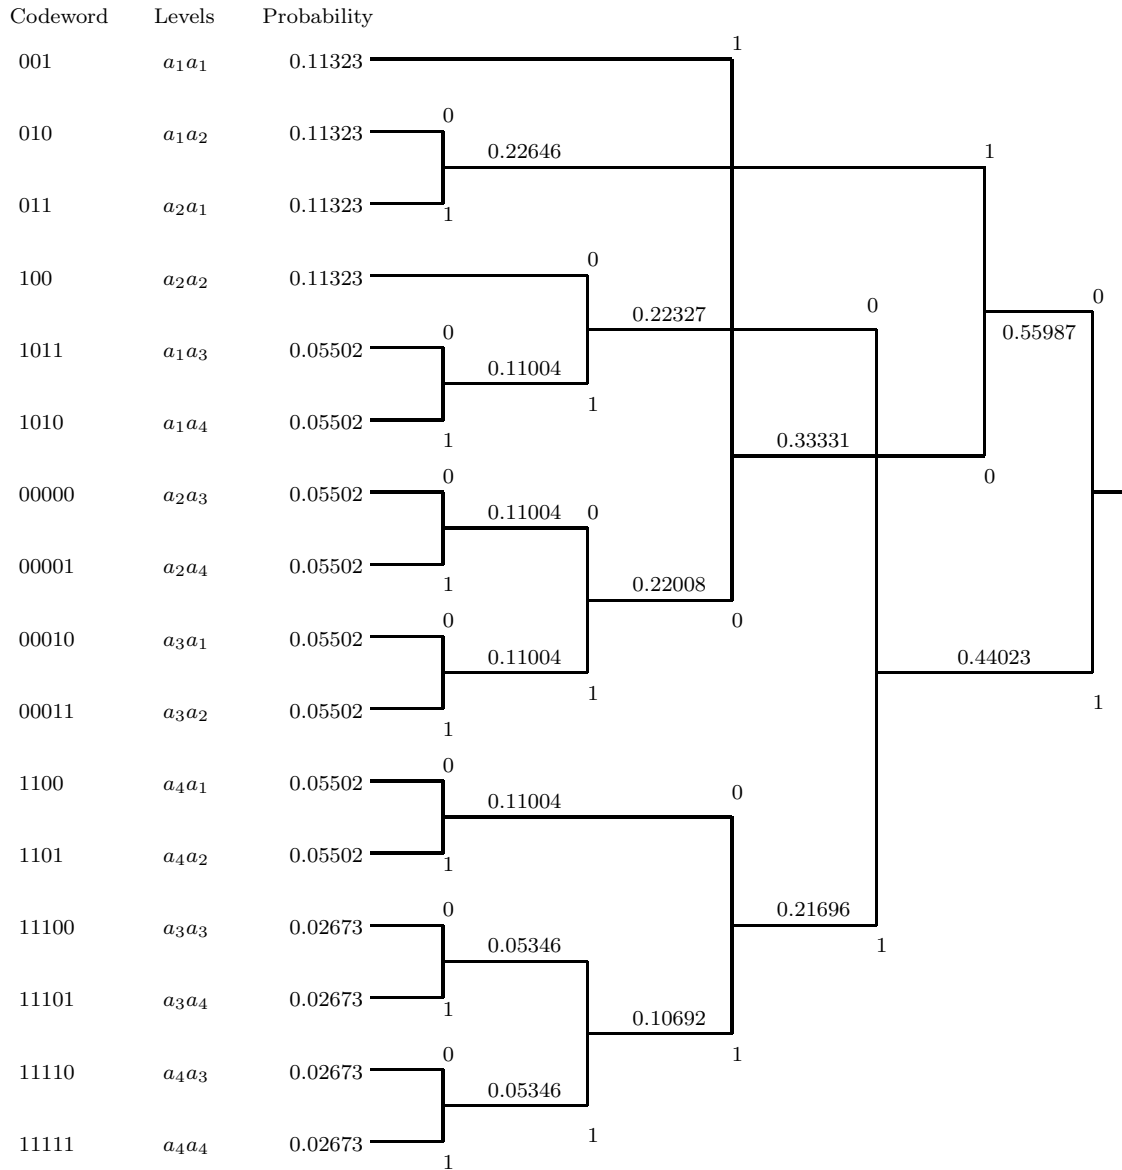 Codeword Levels Probability
1
001 a₁a₁ 0.11323
0
010 a₁a₂ 0.11323
0.22646 1
011 a₂a₁ 0.11323
1
0
100 a₂a₂ 0.11323
0
0.22327 0
0.55987
0
1011 a₁a₃ 0.05502
0.11004
1
1010 a₁a₄ 0.05502
1
0.33331
0
00000 a₂a₃ 0.05502
0
0.11004 0
00001 a₂a₄ 0.05502
1
0.22008
0
00010 a₃a₁ 0.05502
0
0.11004
0.44023
1
1
00011 a₃a₂ 0.05502
1
0
1100 a₄a₁ 0.05502
0.11004
0
1101 a₄a₂ 0.05502
1
0
11100 a₃a₃ 0.02673
0.21696
1
0.05346
11101 a₃a₄ 0.02673
1
0.10692
1
0
11110 a₄a₃ 0.02673
0.05346
1
11111 a₄a₄ 0.02673
1